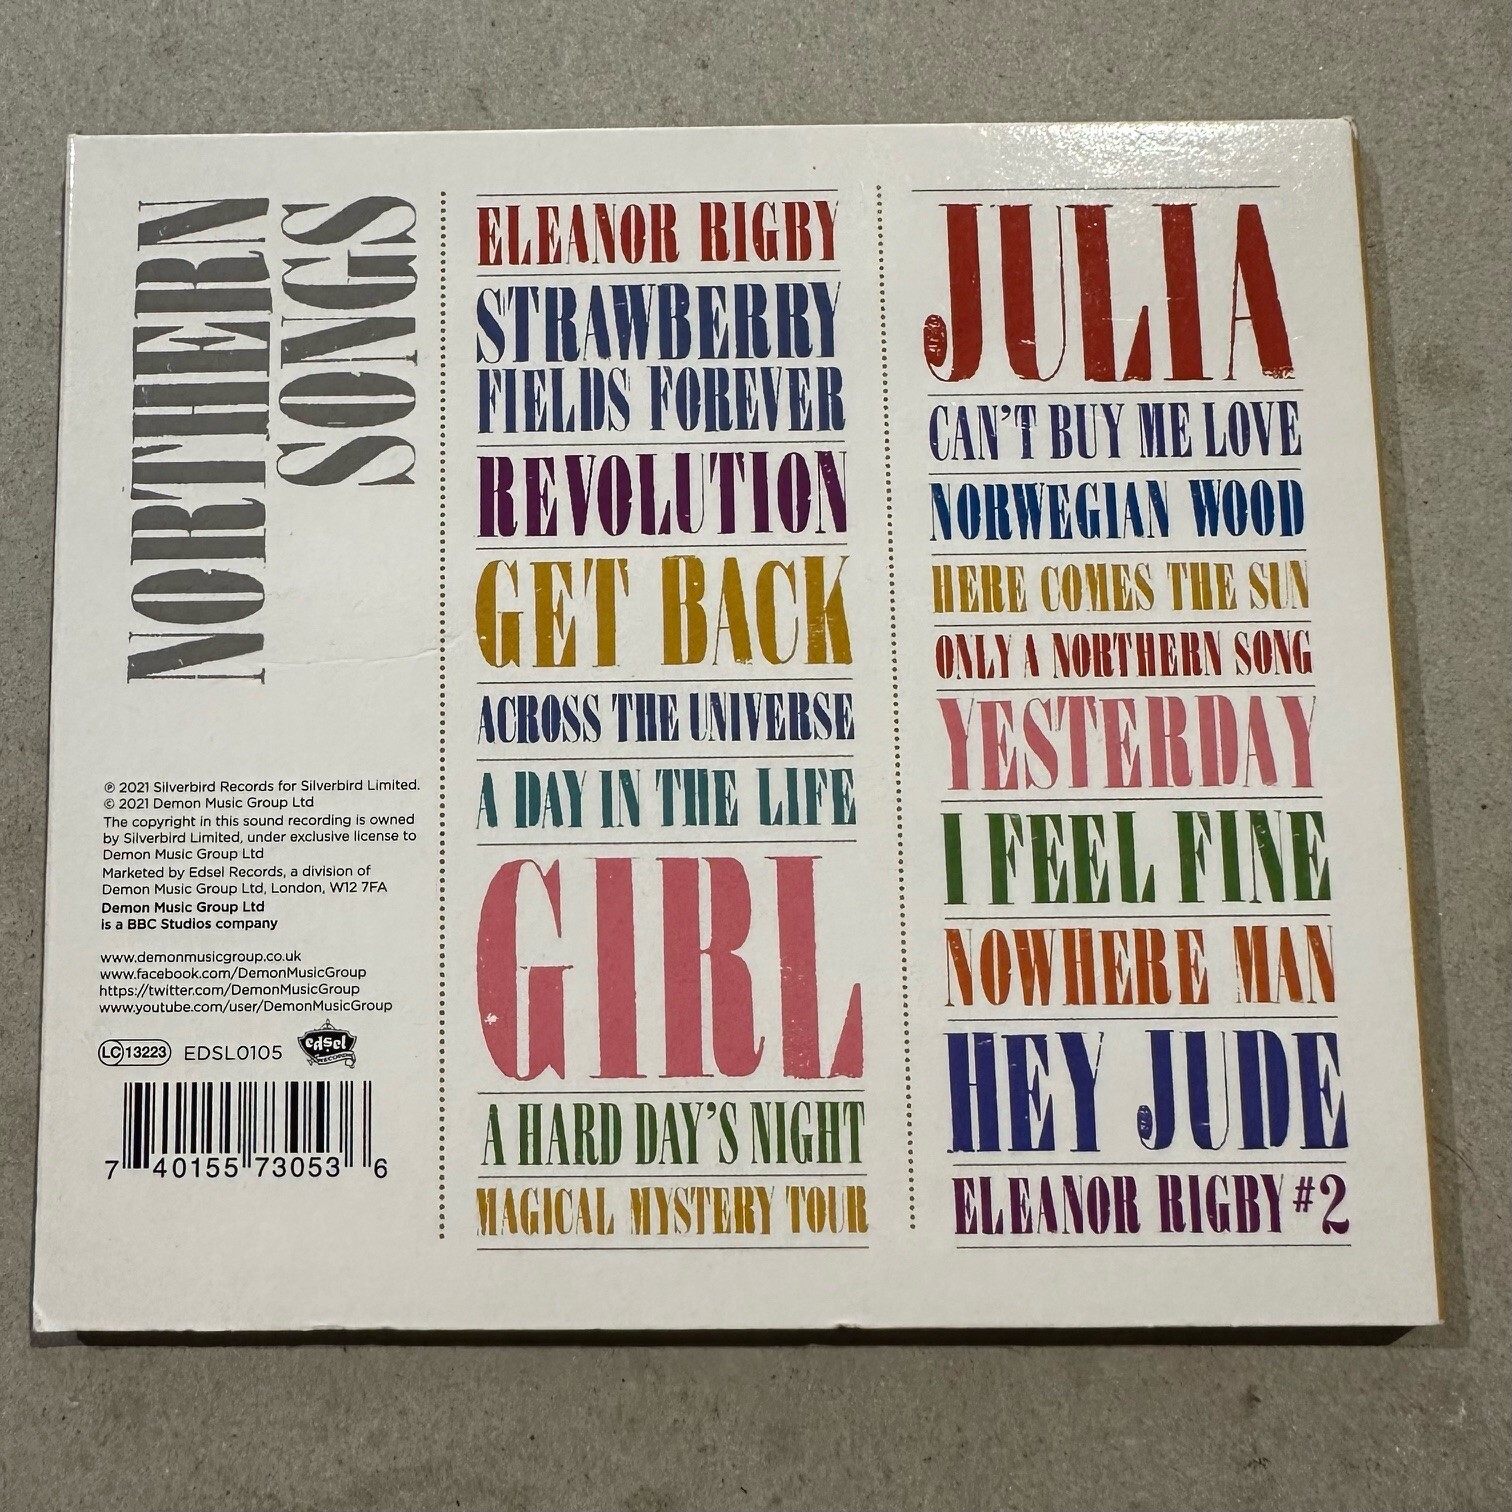 NORTHERN
SONGS
℗ 2021 Silverbird Records for Silverbird Limited.
© 2021 Demon Music Group Ltd
The copyright in this sound recording is owned
by Silverbird Limited, under exclusive license to
Demon Music Group Ltd
Marketed by Edsel Records, a division of
Demon Music Group Ltd, London, W12 7FA
Demon Music Group Ltd
is a BBC Studios company
www.demonmusicgroup.co.uk
www.facebook.com/DemonMusicGroup
https://twitter.com/DemonMusicGroup
www.youtube.com/user/DemonMusicGroup
LC 13223 EDSL0105 edsel RECORDS
7 40155 73053 6
ELEANOR RIGBY
STRAWBERRY
FIELDS FOREVER
REVOLUTION
GET BACK
ACROSS THE UNIVERSE
A DAY IN THE LIFE
GIRL
A HARD DAY'S NIGHT
MAGICAL MYSTERY TOUR
JULIA
CAN'T BUY ME LOVE
NORWEGIAN WOOD
HERE COMES THE SUN
ONLY A NORTHERN SONG
YESTERDAY
I FEEL FINE
NOWHERE MAN
HEY JUDE
ELEANOR RIGBY #2